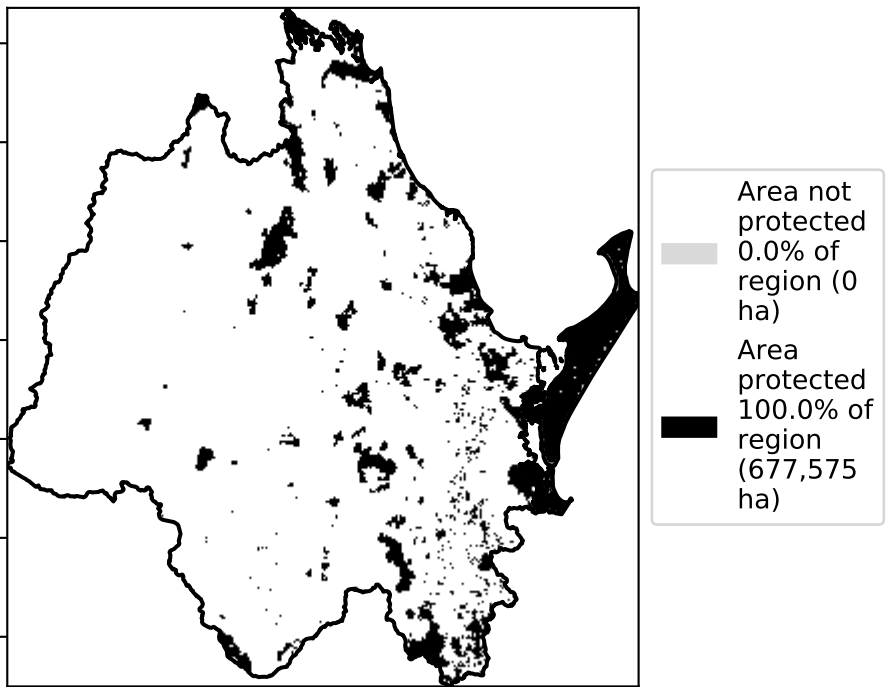 Area not
protected
0.0% of
region (0
ha)
Area
protected
100.0% of
region
(677,575
ha)